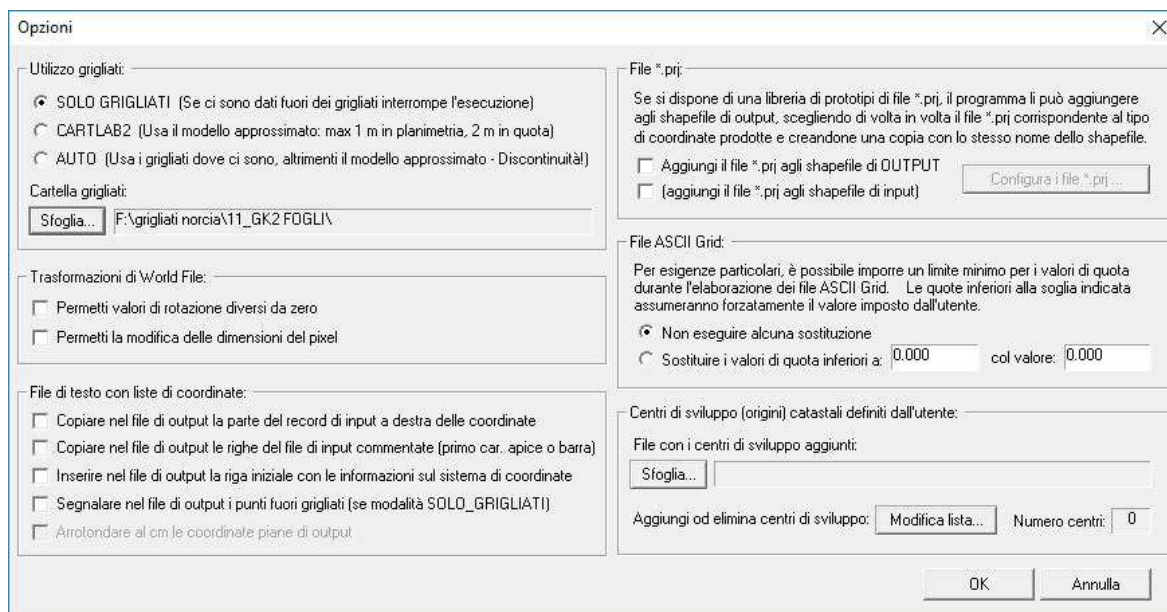 Opzioni
Utilizzo grigliati:
SOLO GRIGLIATI (Se ci sono dati fuori dei grigliati interrompe l'esecuzione)
CARTLAB2 (Usa il modello approssimato: max 1 m in planimetria, 2 m in quota)
AUTO (Usa i grigliati dove ci sono, altrimenti il modello approssimato - Discontinuità!)
Cartella grigliati:
Sfoglia... F:\grigliati norcia\11_GK2 FOGLI\
Trasformazioni di World File:
Permetti valori di rotazione diversi da zero
Permetti la modifica delle dimensioni del pixel
File di testo con liste di coordinate:
Copiare nel file di output la parte del record di input a destra delle coordinate
Copiare nel file di output le righe del file di input commentate (primo car. apice o barra)
Inserire nel file di output la riga iniziale con le informazioni sul sistema di coordinate
Segnalare nel file di output i punti fuori grigliati (se modalità SOLO_GRIGLIATI)
Arrotondare al cm le coordinate piane di output
File *.prj:
Se si dispone di una libreria di prototipi di file *.prj, il programma li può aggiungere
agli shapefile di output, scegliendo di volta in volta il file *.prj corrispondente al tipo
di coordinate prodotte e creandone una copia con lo stesso nome dello shapefile.
Aggiungi il file *.prj agli shapefile di OUTPUT
(aggiungi il file *.prj agli shapefile di input)
Configura i file *.prj ...
File ASCII Grid:
Per esigenze particolari, è possibile imporre un limite minimo per i valori di quota
durante l'elaborazione dei file ASCII Grid. Le quote inferiori alla soglia indicata
assumeranno forzatamente il valore imposto dall'utente.
Non eseguire alcuna sostituzione
Sostituire i valori di quota inferiori a: 0.000 col valore: 0.000
Centri di sviluppo (origini) catastali definiti dall'utente:
File con i centri di sviluppo aggiunti:
Sfoglia...
Aggiungi od elimina centri di sviluppo: Modifica lista... Numero centri: 0
OK Annulla